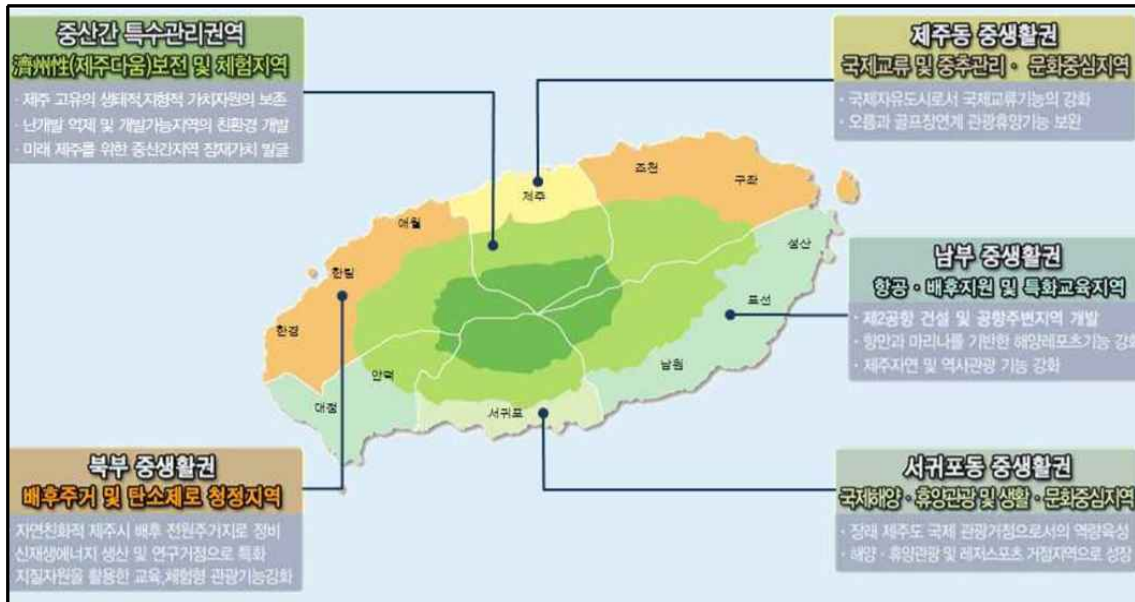 중산간 특수관리권역
濟州性(제주다움)보전 및 체험지역
· 제주 고유의 생태적,지형적 가치자원의 보존
· 난개발 억제 및 개발가능지역의 친환경 개발
· 미래 제주를 위한 중산간지역 잠재가치 발굴
제주동 중생활권
국제교류 및 중추관리 · 문화중심지역
· 국제자유도시로서 국제교류기능의 강화
· 오름과 골프장연계 관광휴양기능 보완
조천
구좌
제주
애월
성산
한림
표선
한경
안덕
남원
대정
서귀포
남부 중생활권
항공 · 배후지원 및 특화교육지역
· 제2공항 건설 및 공항주변지역 개발
· 항만과 마리나를 기반한 해양레포츠기능 강화
· 제주자연 및 역사관광 기능 강화
북부 중생활권
배후주거 및 탄소제로 청정지역
자연친화적 제주시 배후 전원주거지로 정비
신재생에너지 생산 및 연구거점으로 특화
지질자원을 활용한 교육,체험형 관광기능강화
서귀포동 중생활권
국제해양 · 휴양관광 및 생활 · 문화중심지역
· 장래 제주도 국제 관광거점으로서의 역량육성
· 해양 · 휴양관광 및 레저스포츠 거점지역으로 성장